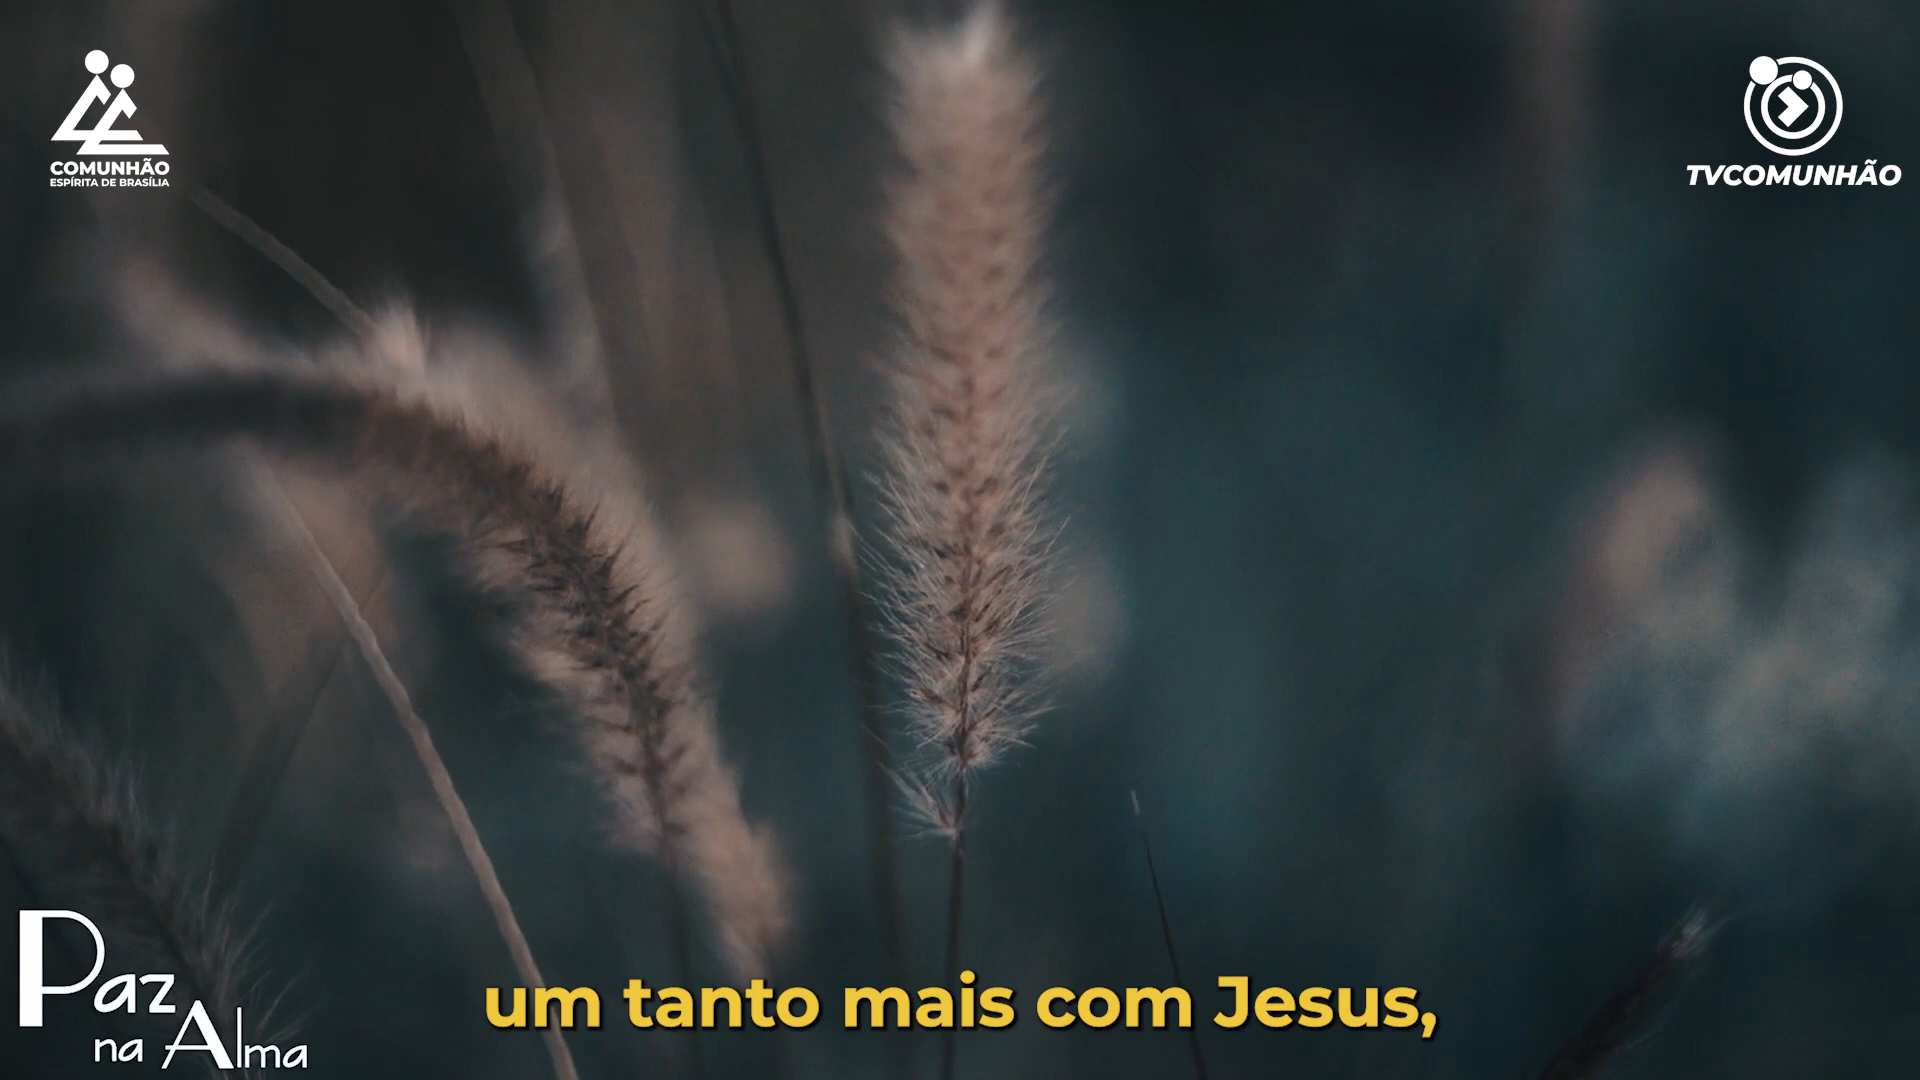 COMUNHÃO
ESPÍRITA DE BRASÍLIA
TVCOMUNHÃO
um tanto mais com Jesus,
Paz
na Alma